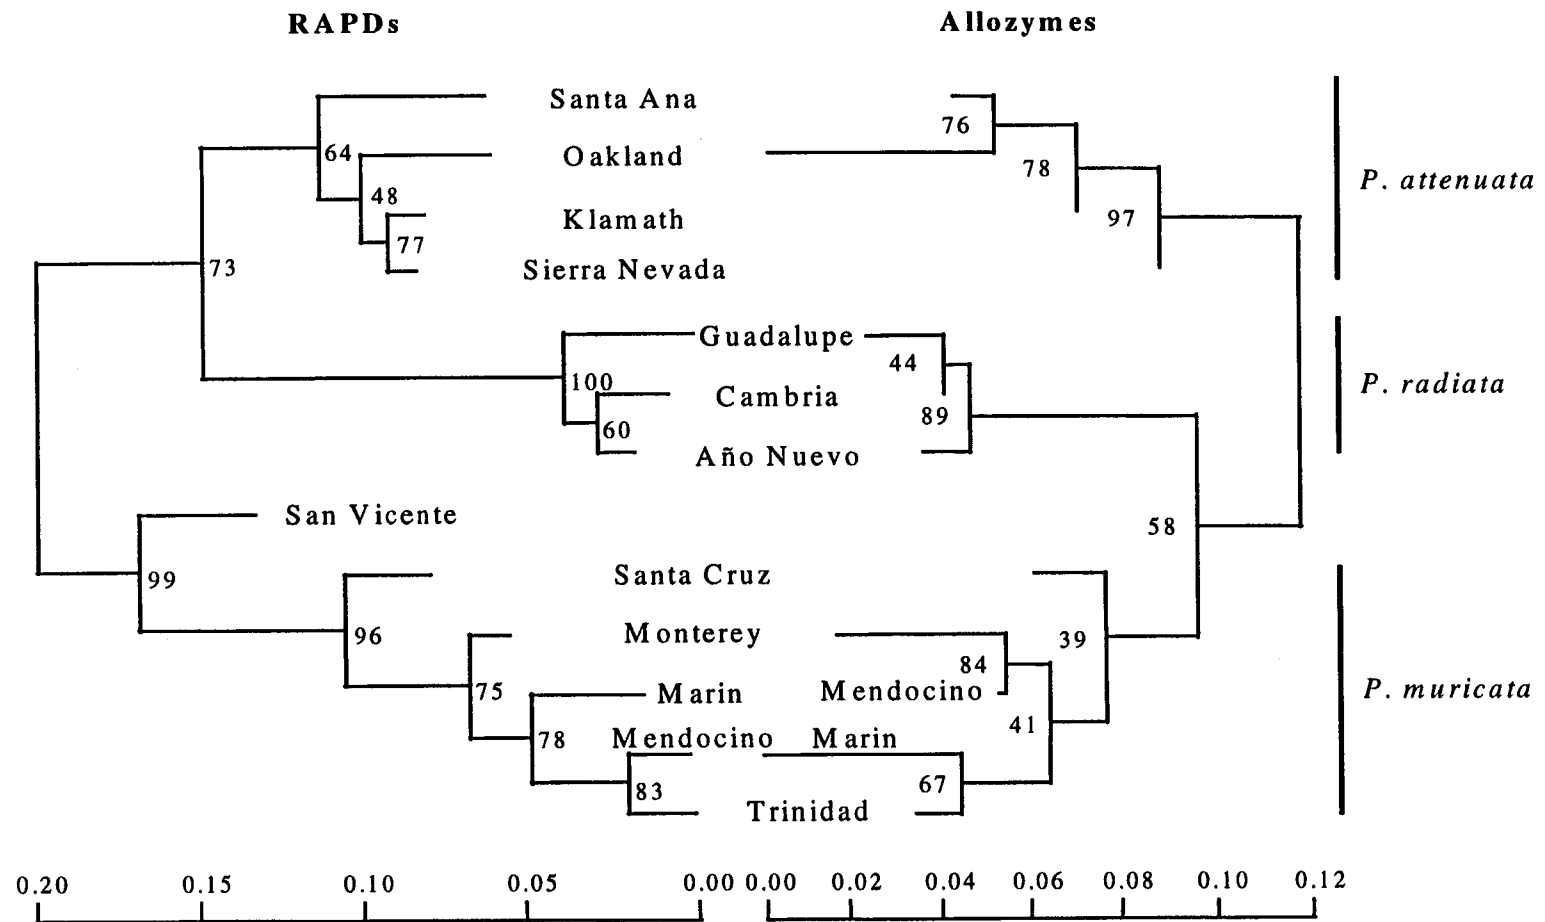 RAPDs Allozymes
Santa Ana
76
64 Oakland 78 P. attenuata
48
Klamath 97
77
73 Sierra Nevada
Guadalupe 44
100 P. radiata
Cambria 89
60
Año Nuevo
San Vicente 58
99 Santa Cruz
96 Monterey 39
84
75 Marin Mendocino P. muricata
41
78 Mendocino Marin
83 67
Trinidad
0.20 0.15 0.10 0.05 0.00 0.00 0.02 0.04 0.06 0.08 0.10 0.12